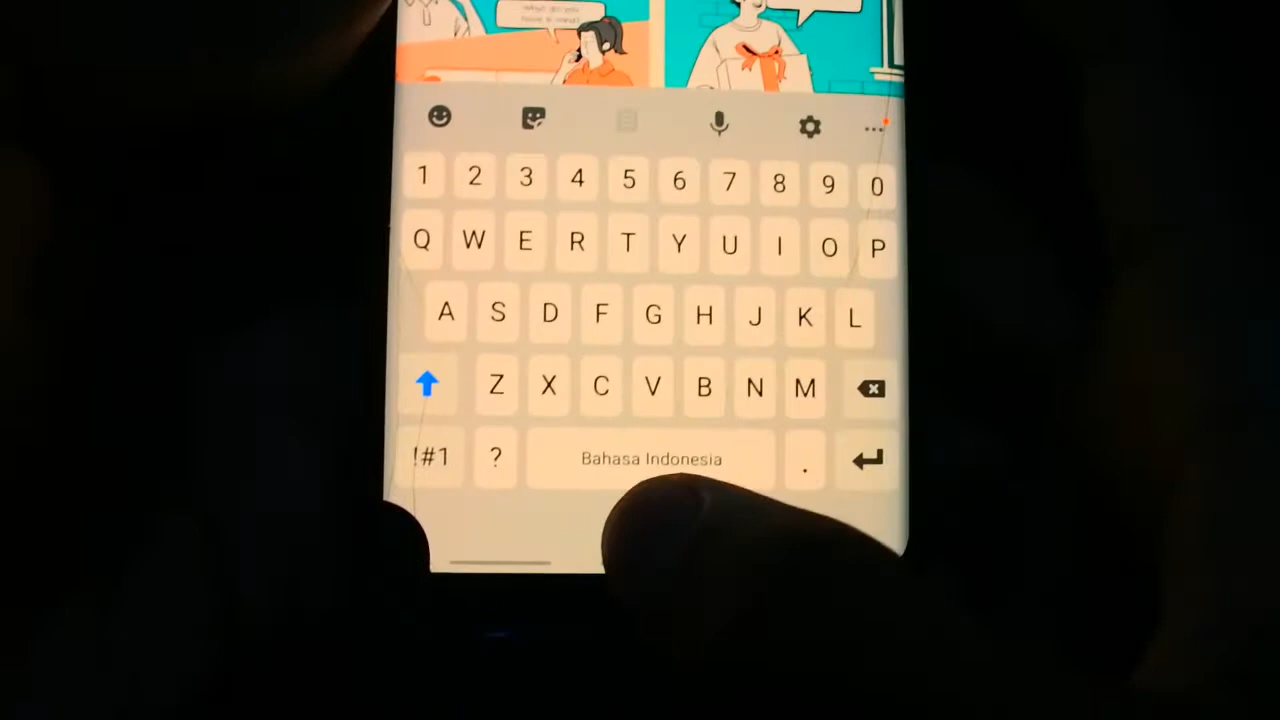 1 2 3 4 5 6 7 8 9 0
Q W E R T Y U I O P
A S D F G H J K L
Z X C V B N M
!#1 ? Bahasa Indonesia .